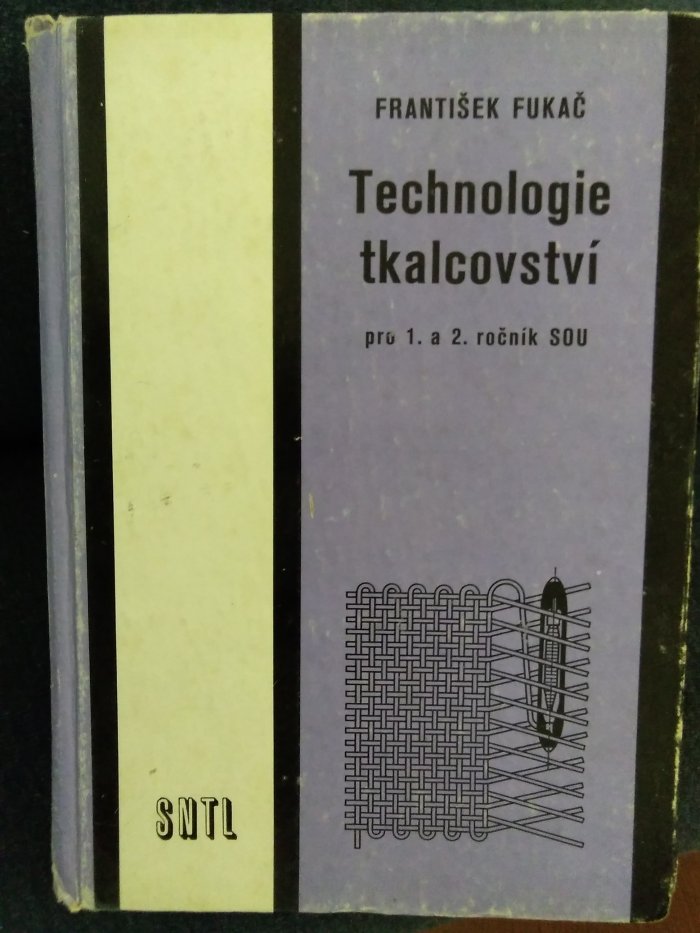 FRANTIŠEK FUKAČ
Technologie
tkalcovství
pro 1. a 2. ročník SOU
SNTL